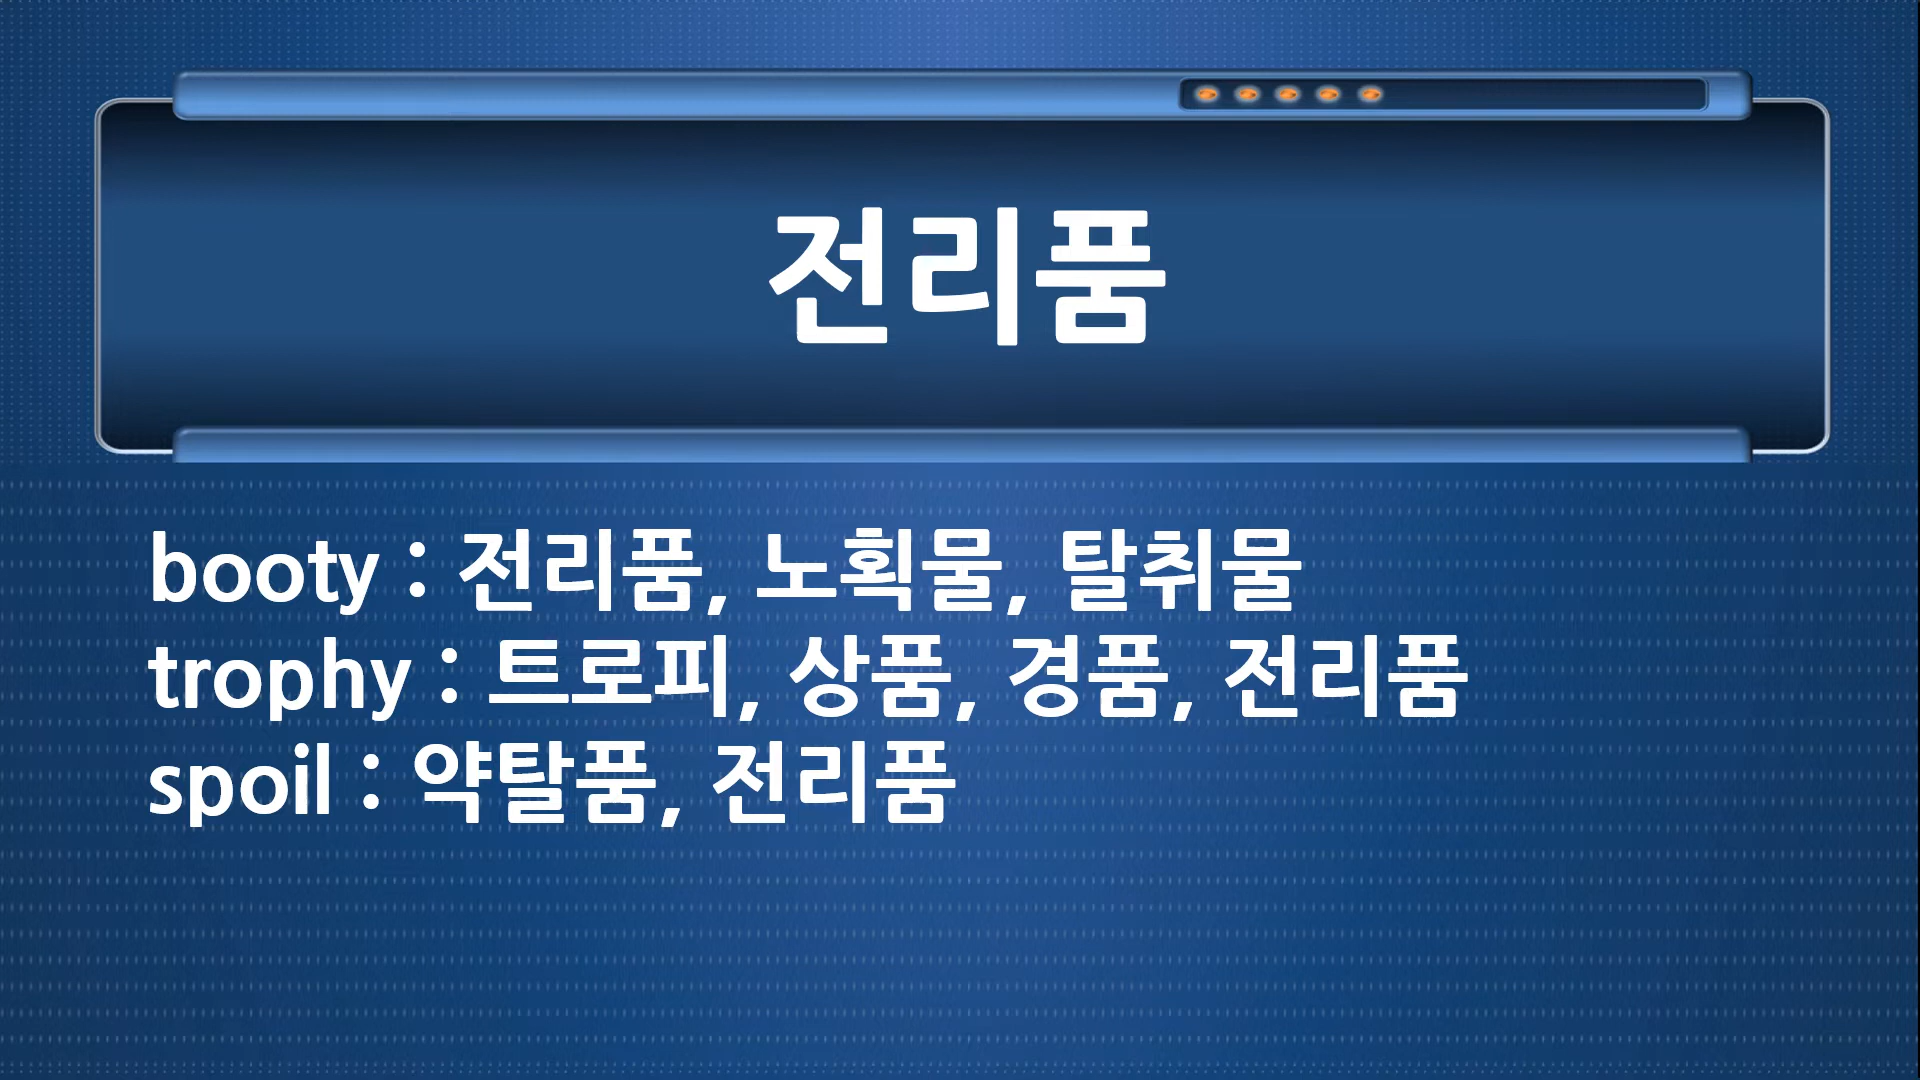 전리품
booty : 전리품, 노획물, 탈취물
trophy : 트로피, 상품, 경품, 전리품
spoil : 약탈품, 전리품